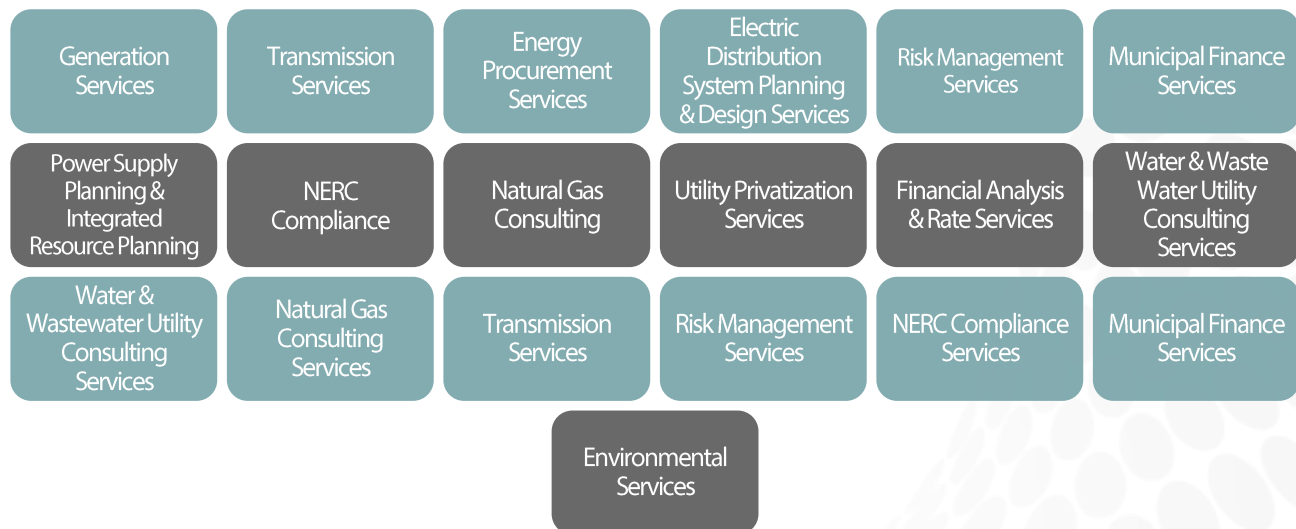 Generation
Services
Transmission
Services
Energy
Procurement
Services
Electric
Distribution
System Planning
& Design Services
Risk Management
Services
Municipal Finance
Services
Power Supply
Planning &
Integrated
Resource Planning
NERC
Compliance
Natural Gas
Consulting
Utility Privatization
Services
Financial Analysis
& Rate Services
Water & Waste
Water Utility
Consulting
Services
Water &
Wastewater Utility
Consulting
Services
Natural Gas
Consulting
Services
Transmission
Services
Risk Management
Services
NERC Compliance
Services
Municipal Finance
Services
Environmental
Services